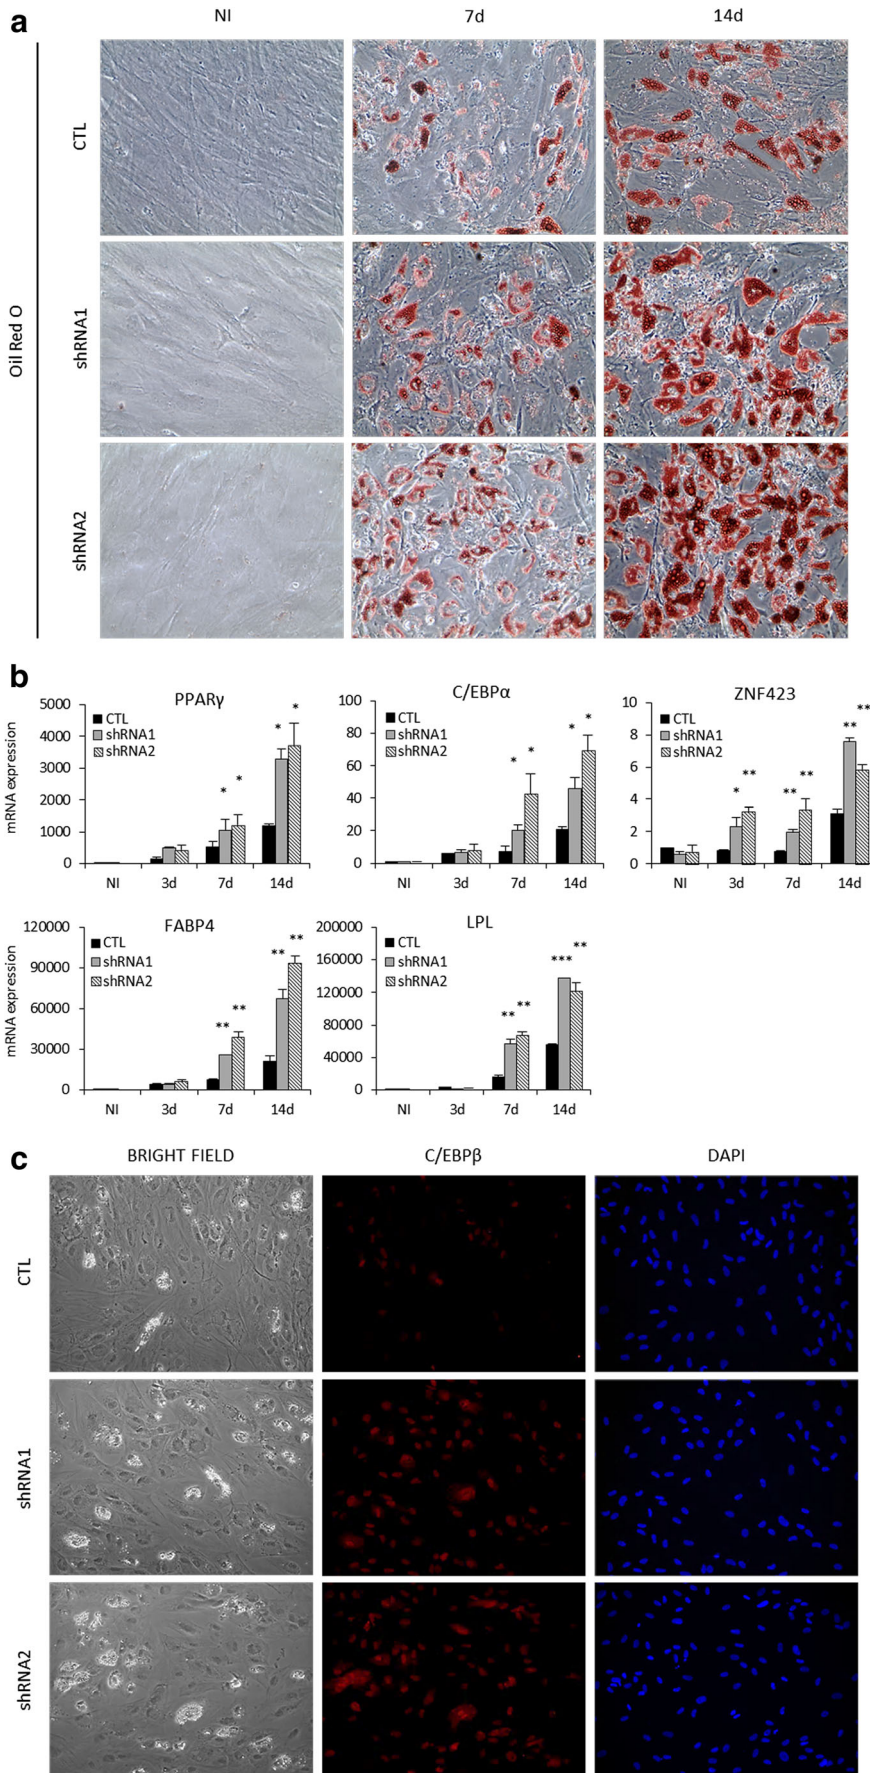 a
NI 7d 14d
Oil Red O
CTL
shRNA1
shRNA2
b
PPARγ
mRNA expression
5000
4000
3000
2000
1000
0
CTL
shRNA1
shRNA2
* * * *
NI 3d 7d 14d
C/EBPα
100
80
60
40
20
0
CTL
shRNA1
shRNA2
* * * *
NI 3d 7d 14d
ZNF423
10
8
6
4
2
0
CTL
shRNA1
shRNA2
* ** ** ** ** **
NI 3d 7d 14d
FABP4
mRNA expression
120000
90000
60000
30000
0
CTL
shRNA1
shRNA2
** ** ** **
NI 3d 7d 14d
LPL
200000
160000
120000
80000
40000
0
CTL
shRNA1
shRNA2
** ** *** **
NI 3d 7d 14d
c
BRIGHT FIELD C/EBPβ DAPI
CTL
shRNA1
shRNA2